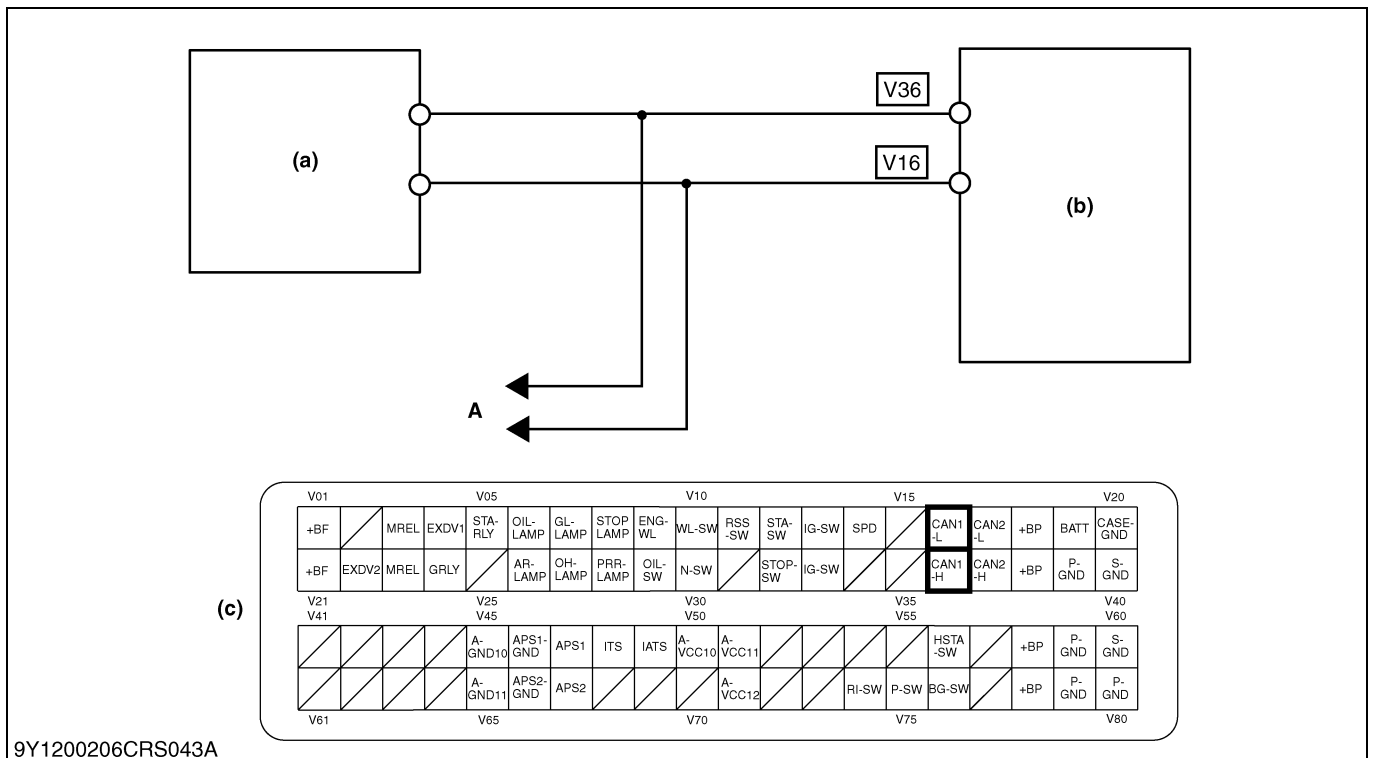 V36
(a)
V16
(b)
A
(c)
V01 V05 V10 V15 V20
+BF MREL EXDV1 STA-RLY OIL-LAMP GL-LAMP STOP LAMP ENG-WL WL-SW RSS-SW STA-SW IG-SW SPD CAN1-L CAN2-L +BP BATT CASE-GND
+BF EXDV2 MREL GRLY AR-LAMP OH-LAMP PRR-LAMP OIL-SW N-SW STOP-SW IG-SW CAN1-H CAN2-H +BP P-GND S-GND
V21 V25 V30 V35 V40
V41 V45 V50 V55 V60
A-GND10 APS1-GND APS1 ITS IATS A-VCC10 A-VCC11 HSTA-SW +BP P-GND S-GND
A-GND11 APS2-GND APS2 A-VCC12 RI-SW P-SW BG-SW +BP P-GND P-GND
V61 V65 V70 V75 V80
9Y1200206CRS043A